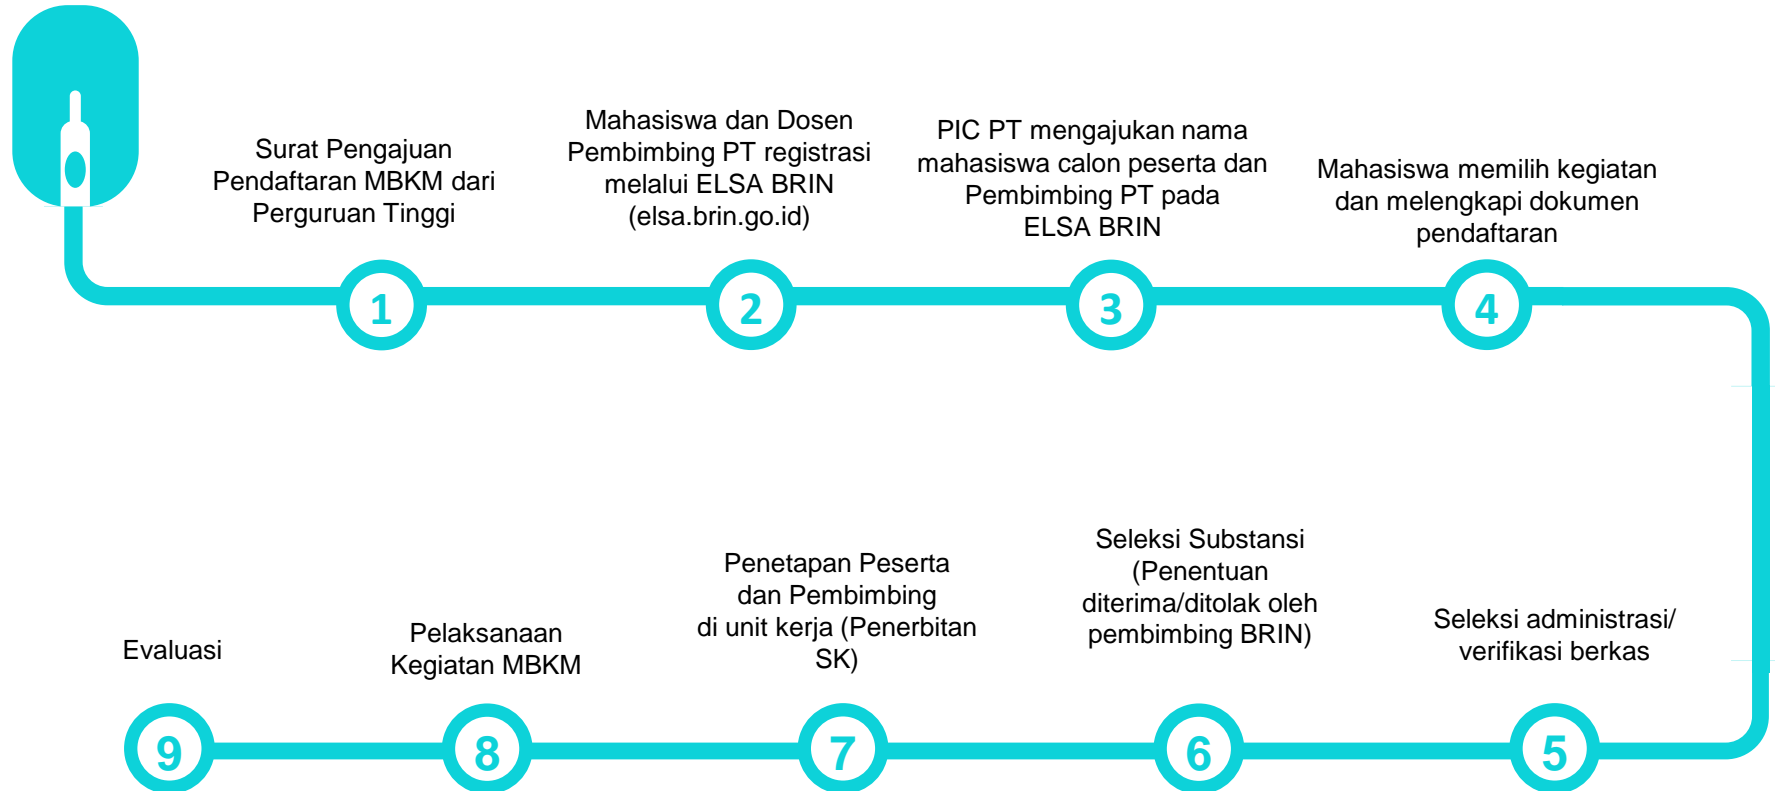 Surat Pengajuan
Pendaftaran MBKM dari
Perguruan Tinggi
1
Mahasiswa dan Dosen
Pembimbing PT registrasi
melalui ELSA BRIN
(elsa.brin.go.id)
2
PIC PT mengajukan nama
mahasiswa calon peserta dan
Pembimbing PT pada
ELSA BRIN
3
Mahasiswa memilih kegiatan
dan melengkapi dokumen
pendaftaran
4
Seleksi administrasi/
verifikasi berkas
5
Seleksi Substansi
(Penentuan
diterima/ditolak oleh
pembimbing BRIN)
6
Penetapan Peserta
dan Pembimbing
di unit kerja (Penerbitan
SK)
7
Pelaksanaan
Kegiatan MBKM
8
Evaluasi
9